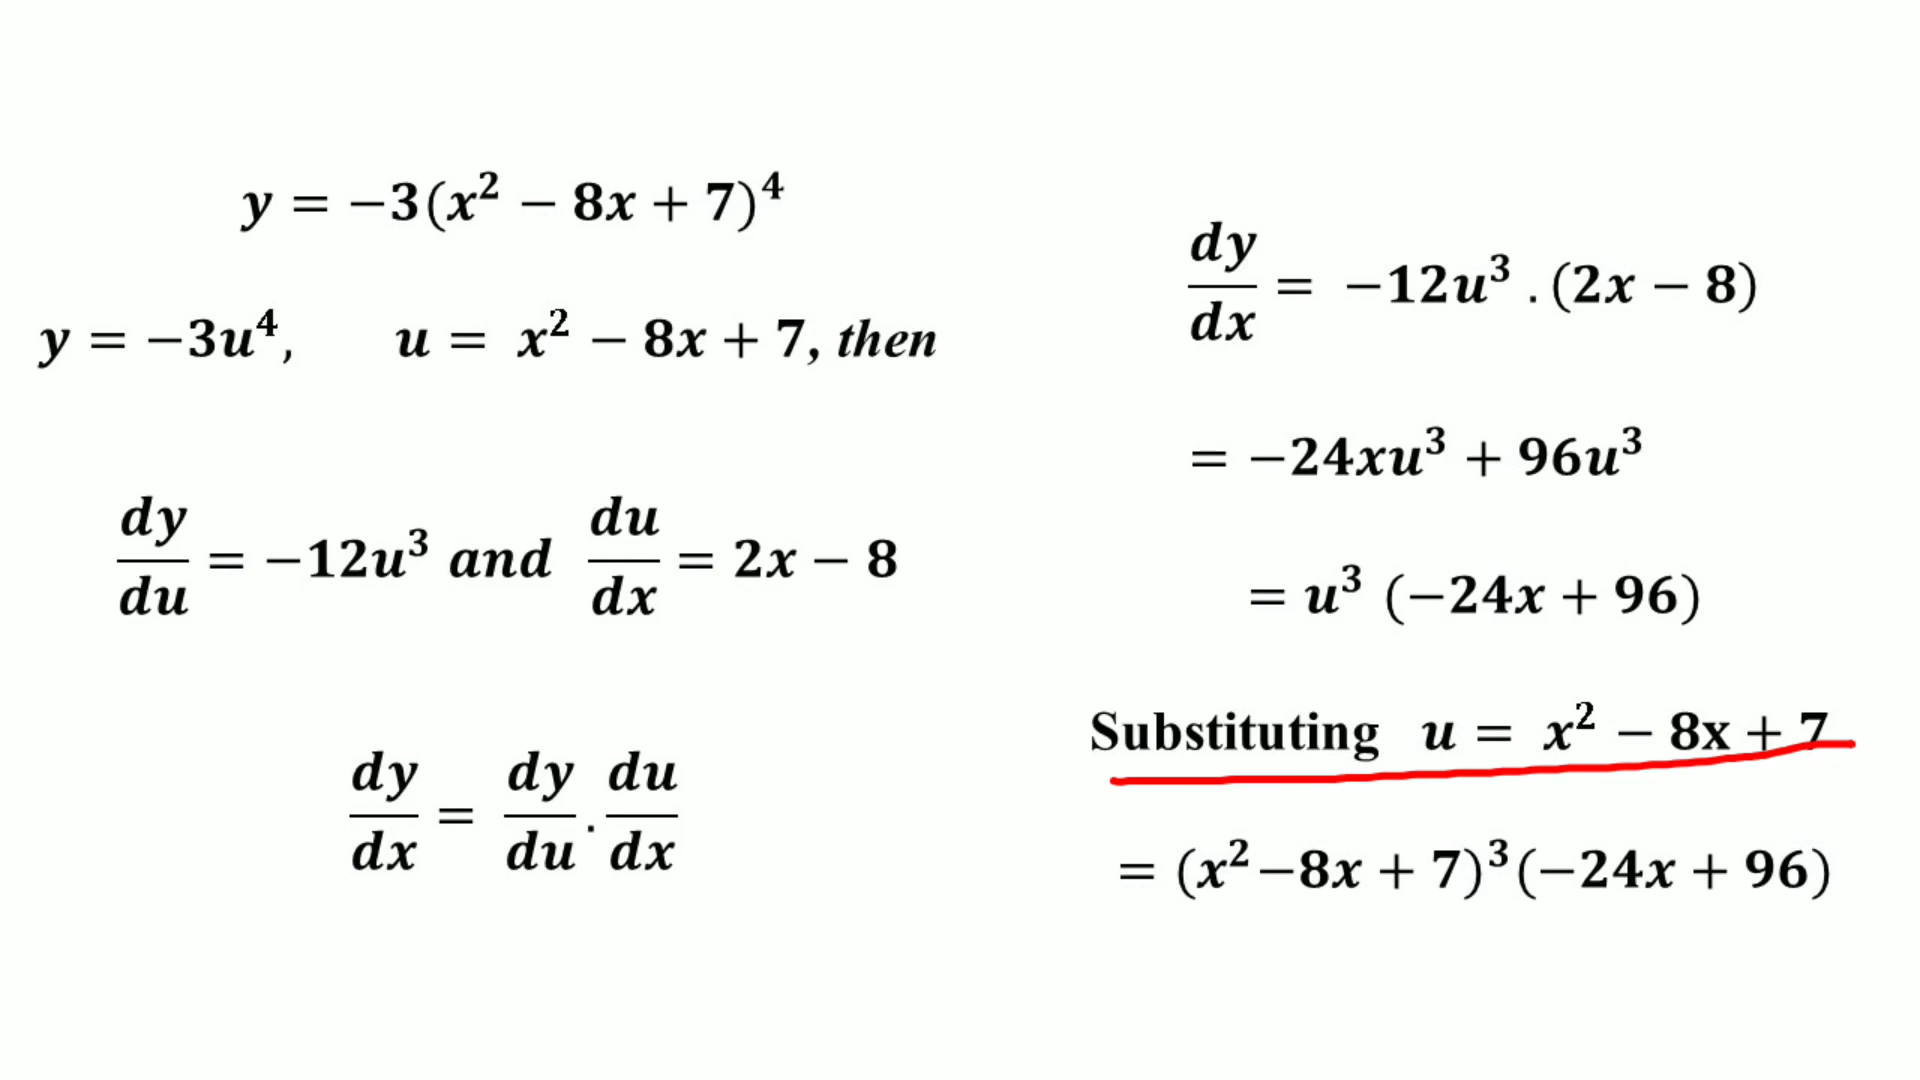 y = −3(x² − 8x + 7)⁴
y = −3u⁴, u = x² − 8x + 7, then
dy/du = −12u³ and du/dx = 2x − 8
dy/dx = dy/du . du/dx
dy/dx = −12u³ . (2x − 8)
= −24xu³ + 96u³
= u³ (−24x + 96)
Substituting u = x² − 8x + 7
= (x² −8x + 7)³(−24x + 96)